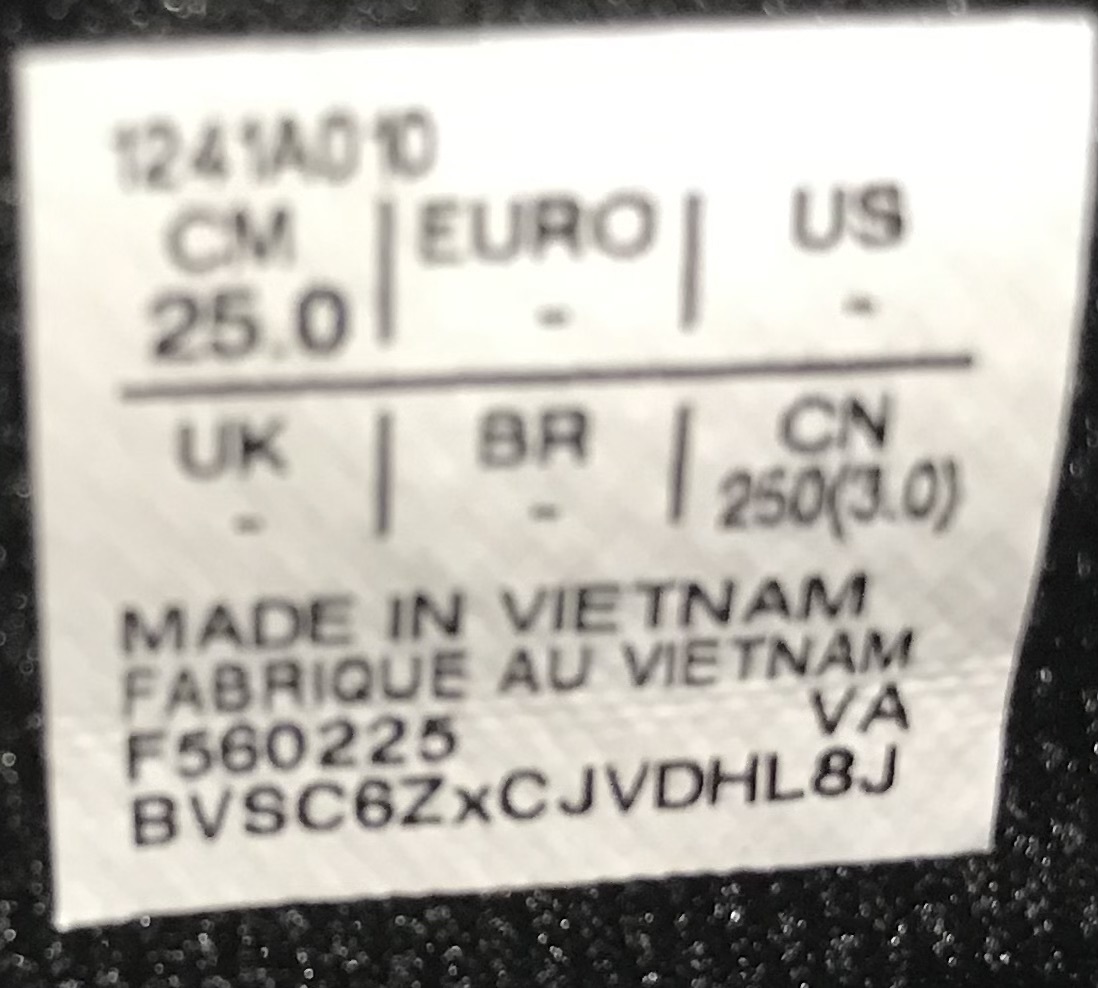 1241A010
CM | EURO | US
25.0 | - | -
UK | BR | CN
- | - | 250(3.0)
MADE IN VIETNAM
FABRIQUE AU VIETNAM
F560225 VA
BVSC6ZxCJVDHL8J